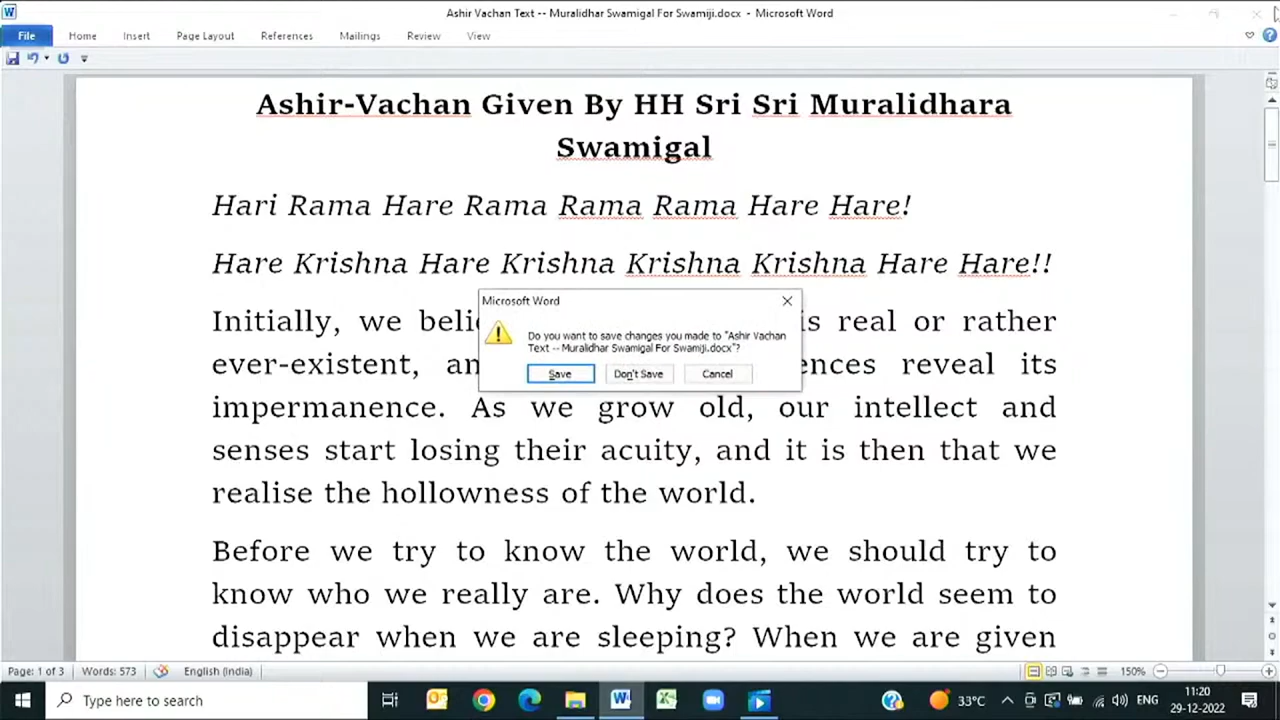 Ashir Vachan Text -- Muralidhar Swamigal For Swamiji.docx - Microsoft Word
File Home Insert Page Layout References Mailings Review View
Ashir-Vachan Given By HH Sri Sri Muralidhara
Swamigal
Hari Rama Hare Rama Rama Rama Hare Hare!
Hare Krishna Hare Krishna Krishna Krishna Hare Hare!!
Microsoft Word
Do you want to save changes you made to "Ashir Vachan
Text -- Muralidhar Swamigal For Swamiji.docx"?
Save Don't Save Cancel
Initially, we is real or rather
ever-existent, reveal its
impermanence. As we grow old, our intellect and
senses start losing their acuity, and it is then that we
realise the hollowness of the world.
Before we try to know the world, we should try to
know who we really are. Why does the world seem to
disappear when we are sleeping? When we are given
Page: 1 of 3 Words: 573 English (India) 150%
Type here to search 33°C ENG 11:20
29-12-2022